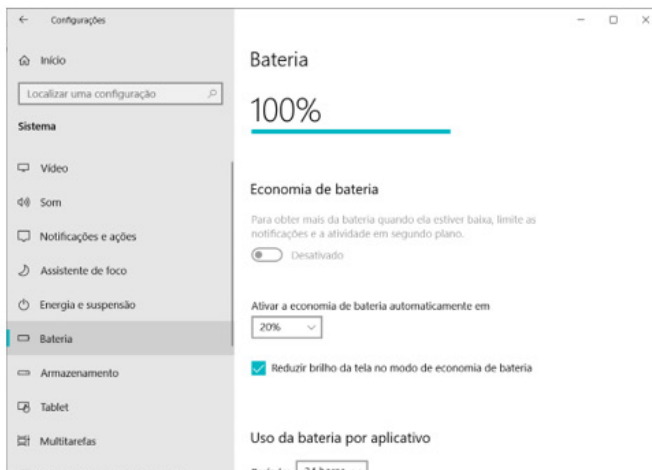 Configurações
Início
Localizar uma configuração
Sistema
Vídeo
Som
Notificações e ações
Assistente de foco
Energia e suspensão
Bateria
Armazenamento
Tablet
Multitarefas
Bateria
100%
Economia de bateria
Para obter mais da bateria quando ela estiver baixa, limite as
notificações e a atividade em segundo plano.
Desativado
Ativar a economia de bateria automaticamente em
20%
Reduzir brilho da tela no modo de economia de bateria
Uso da bateria por aplicativo
24 horas